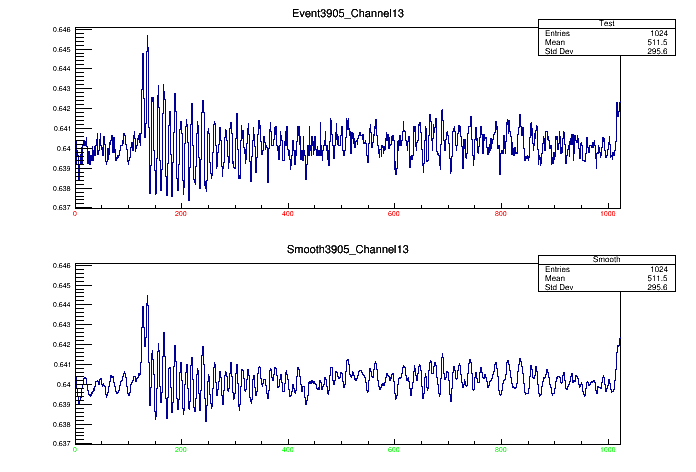 Event3905_Channel13
Test
Entries 1024
Mean 511.5
Std Dev 295.6
0.646
0.645
0.644
0.643
0.642
0.641
0.64
0.639
0.638
0.637
0 200 400 600 800 1000
Smooth3905_Channel13
Smooth
Entries 1024
Mean 511.5
Std Dev 295.6
0.646
0.645
0.644
0.643
0.642
0.641
0.64
0.639
0.638
0.637
0 200 400 600 800 1000